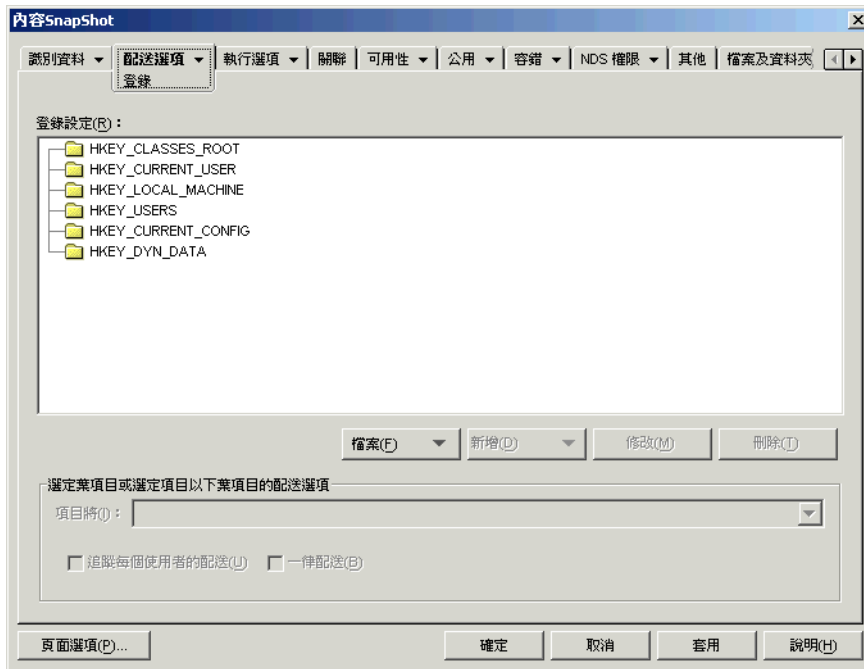 內容SnapShot
識別資料 配送選項 執行選項 關聯 可用性 公用 容錯 NDS 權限 其他 檔案及資料夾
登錄
登錄設定(R)：
HKEY_CLASSES_ROOT
HKEY_CURRENT_USER
HKEY_LOCAL_MACHINE
HKEY_USERS
HKEY_CURRENT_CONFIG
HKEY_DYN_DATA
檔案(F) 新增(D) 修改(M) 刪除(T)
選定葉項目或選定項目以下葉項目的配送選項
項目將(I)：
追蹤每個使用者的配送(U) 一律配送(B)
頁面選項(P)... 確定 取消 套用 說明(H)